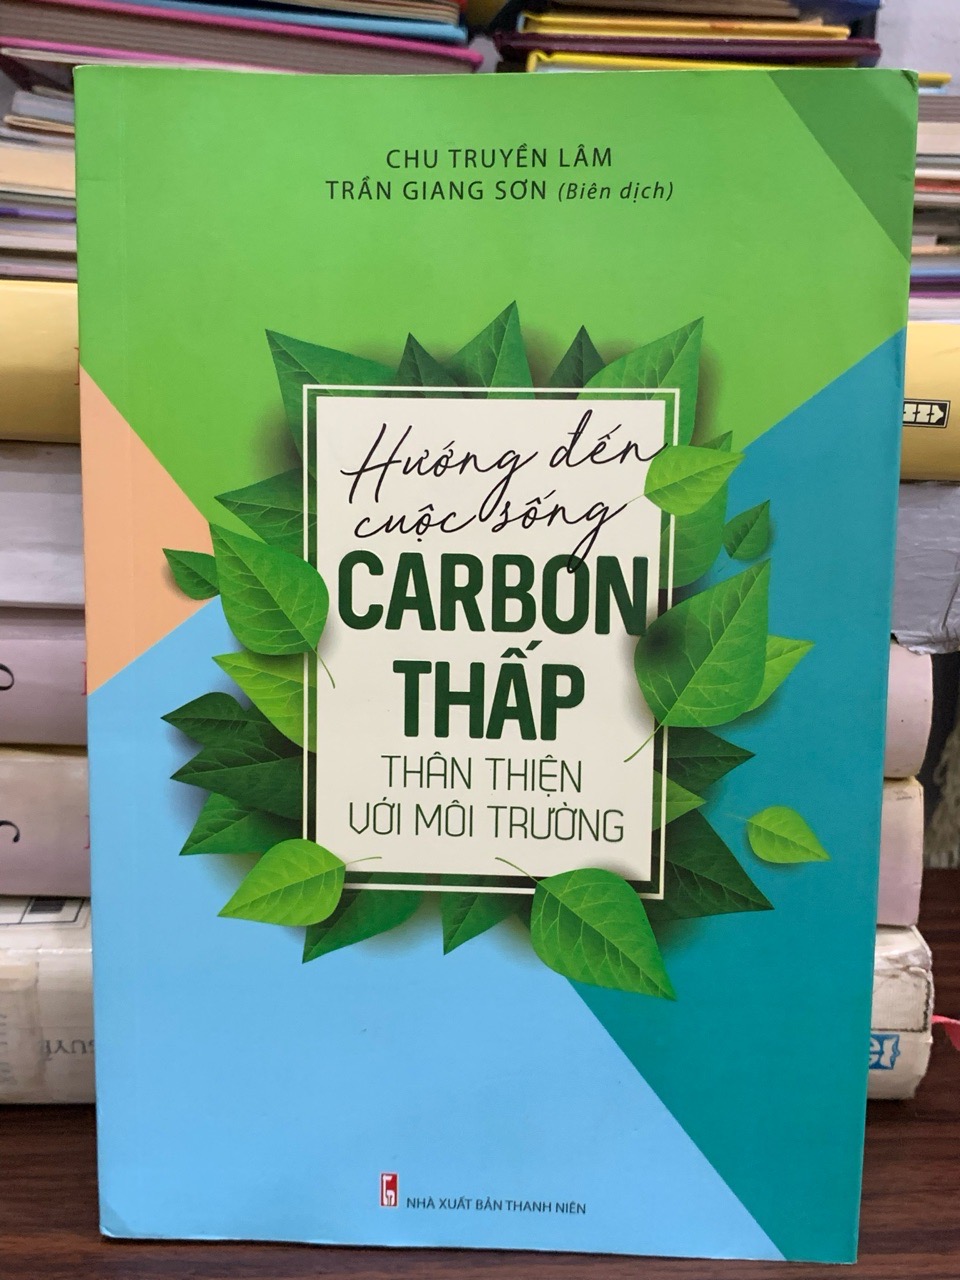 CHU TRUYỀN LÂM
TRẦN GIANG SƠN (Biên dịch)
Hướng đến
cuộc sống
CARBON
THẤP
THÂN THIỆN
VỚI MÔI TRƯỜNG
NHÀ XUẤT BẢN THANH NIÊN